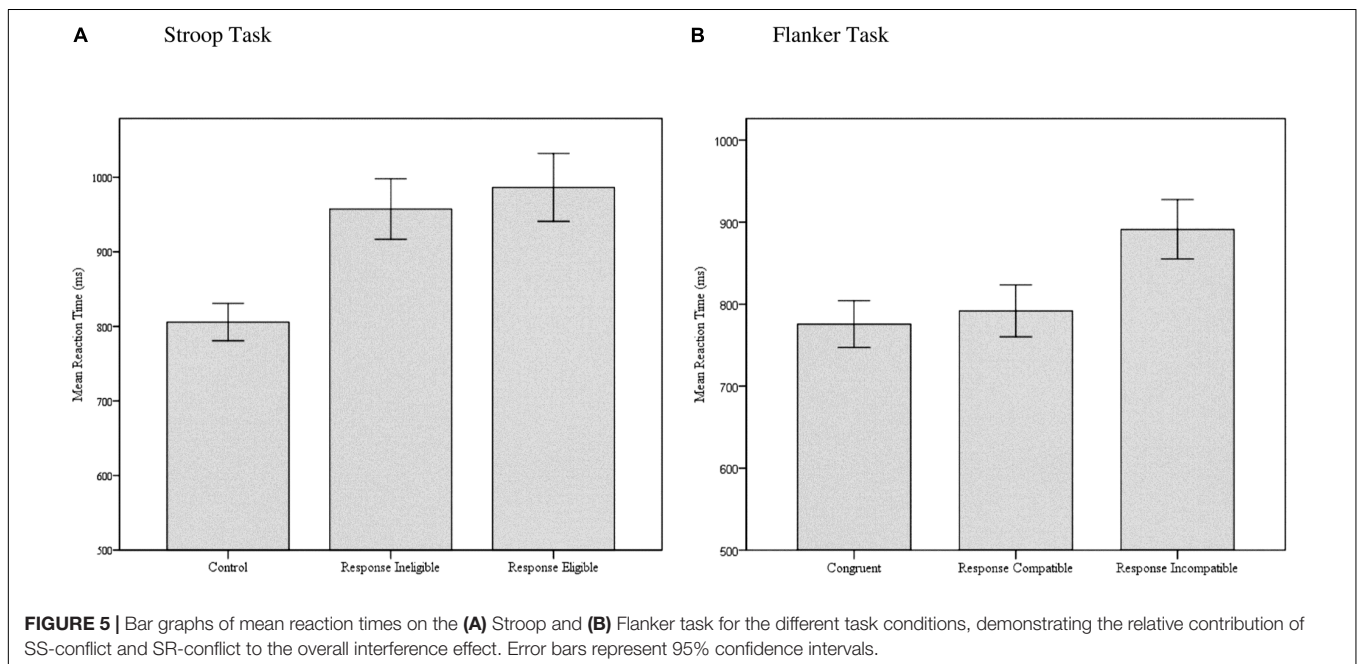 A Stroop Task
B Flanker Task
Mean Reaction Time (ms)
1000
900
800
700
600
500
Control Response Ineligible Response Eligible
Mean Reaction Time (ms)
1000
900
800
700
600
500
Congruent Response Compatible Response Incompatible
FIGURE 5 | Bar graphs of mean reaction times on the (A) Stroop and (B) Flanker task for the different task conditions, demonstrating the relative contribution of
SS-conflict and SR-conflict to the overall interference effect. Error bars represent 95% confidence intervals.